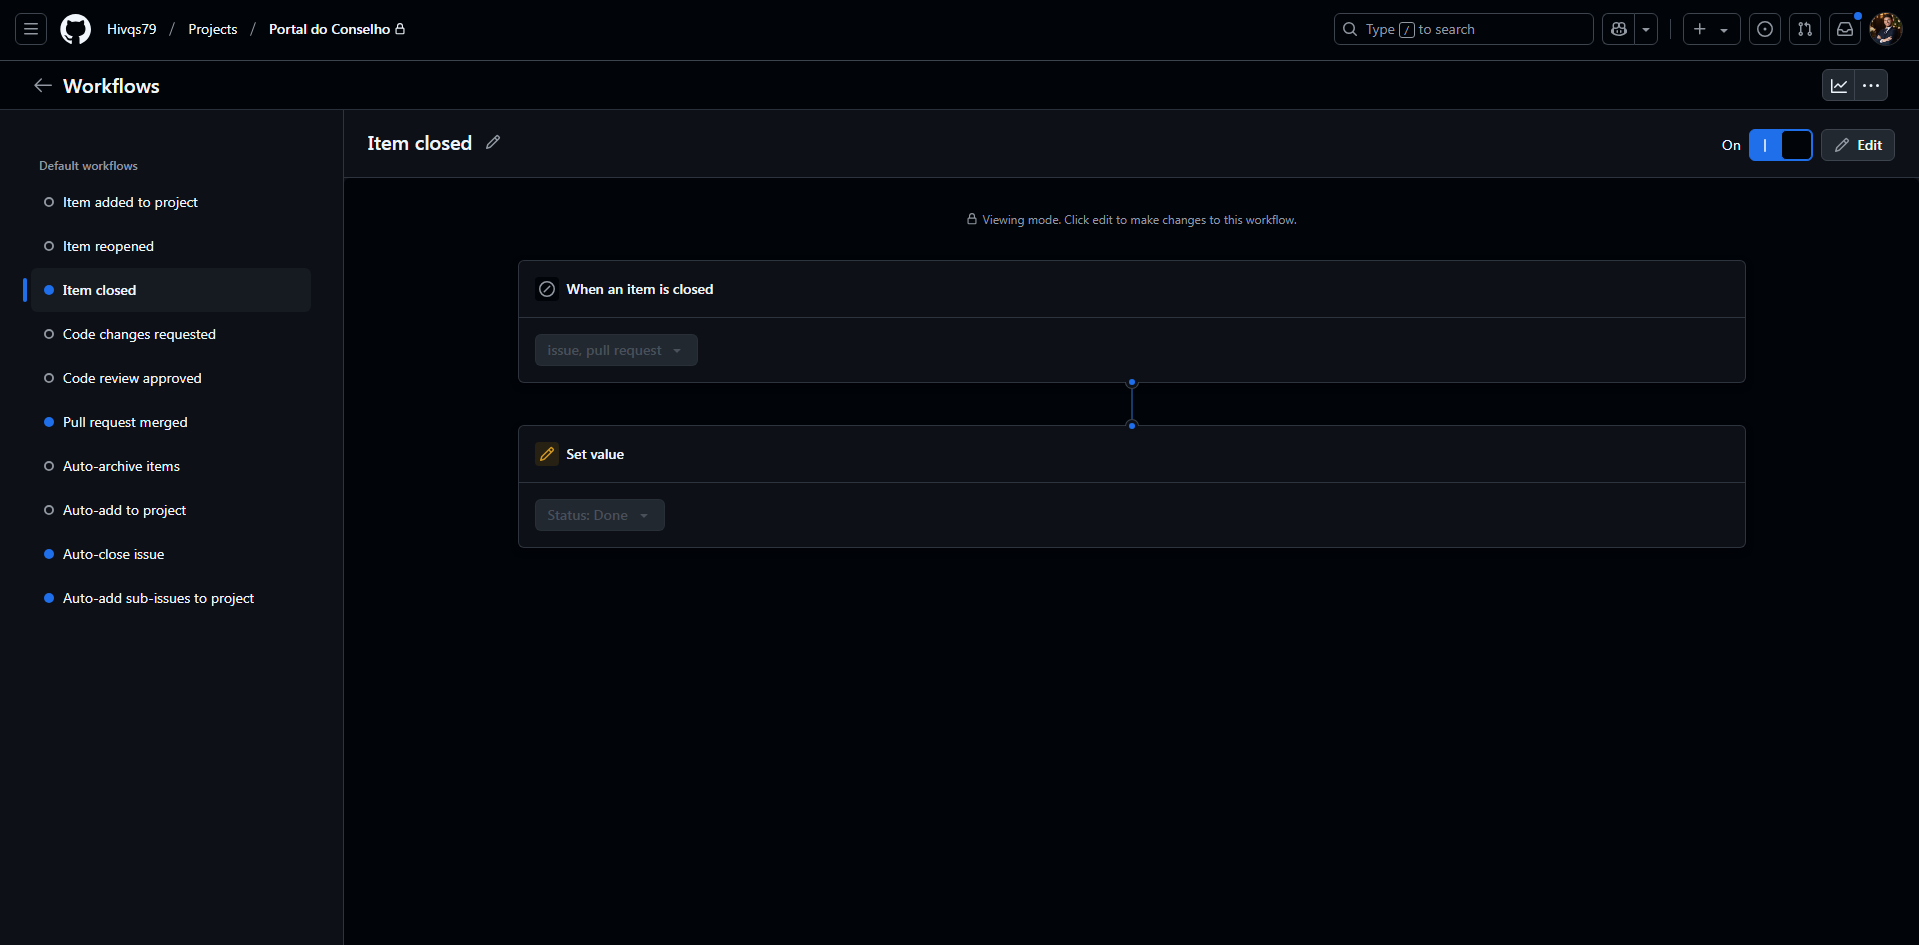 Hivqs79 / Projects / Portal do Conselho
Type / to search
Workflows
Default workflows
Item added to project
Item reopened
Item closed
Code changes requested
Code review approved
Pull request merged
Auto-archive items
Auto-add to project
Auto-close issue
Auto-add sub-issues to project
Item closed
On
Edit
Viewing mode. Click edit to make changes to this workflow.
When an item is closed
issue, pull request
Set value
Status: Done